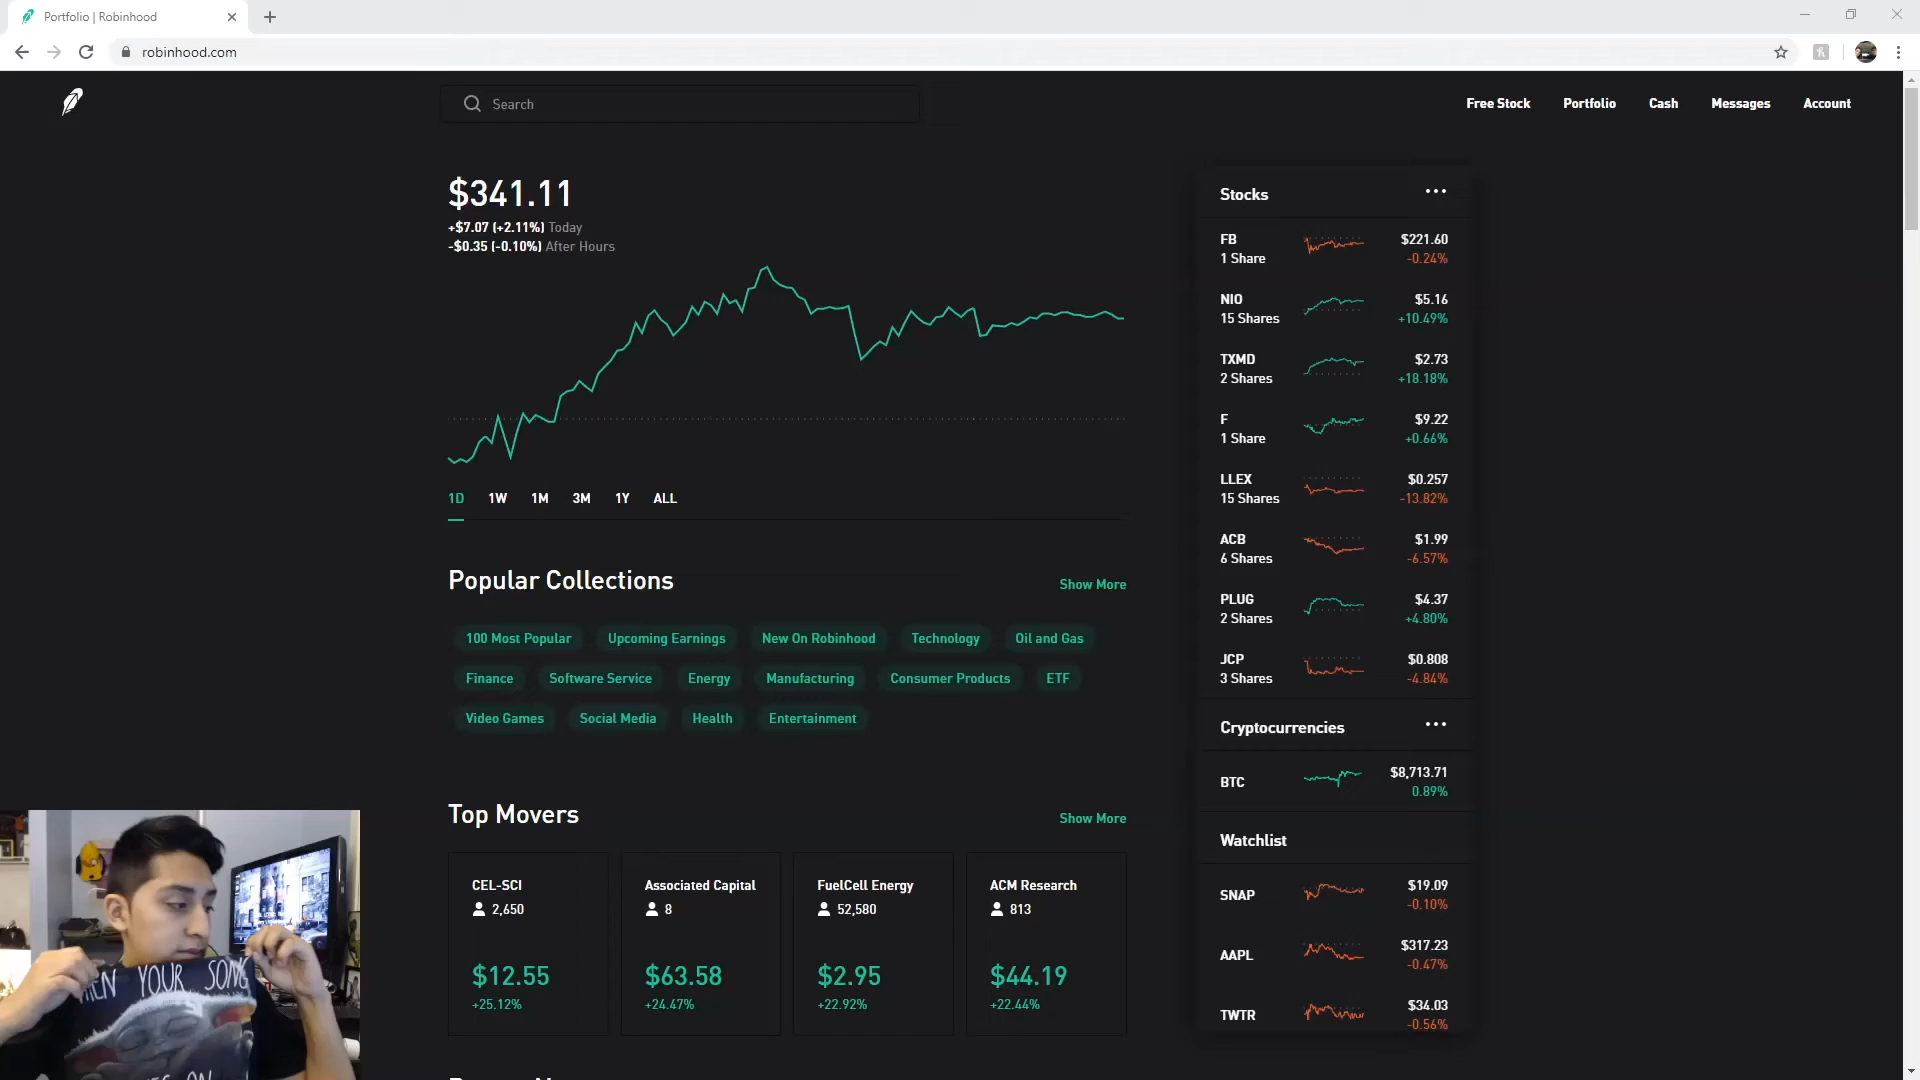 Portfolio | Robinhood
robinhood.com
Search
Free Stock Portfolio Cash Messages Account
$341.11
+$7.07 (+2.11%) Today
-$0.35 (-0.10%) After Hours
1D 1W 1M 3M 1Y ALL
Popular Collections
Show More
100 Most Popular Upcoming Earnings New On Robinhood Technology Oil and Gas
Finance Software Service Energy Manufacturing Consumer Products ETF
Video Games Social Media Health Entertainment
Top Movers
Show More
CEL-SCI
2,650
$12.55
+25.12%
Associated Capital
8
$63.58
+24.47%
FuelCell Energy
52,580
$2.95
+22.92%
ACM Research
813
$44.19
+22.44%
Stocks
FB $221.60
1 Share -0.24%
NIO $5.16
15 Shares +10.49%
TXMD $2.73
2 Shares +18.18%
F $9.22
1 Share +0.66%
LLEX $0.257
15 Shares -13.82%
ACB $1.99
6 Shares -6.57%
PLUG $4.37
2 Shares +4.80%
JCP $0.808
3 Shares -4.84%
Cryptocurrencies
BTC $8,713.71
0.89%
Watchlist
SNAP $19.09
-0.10%
AAPL $317.23
-0.47%
TWTR $34.03
-0.56%
YOUR SONG